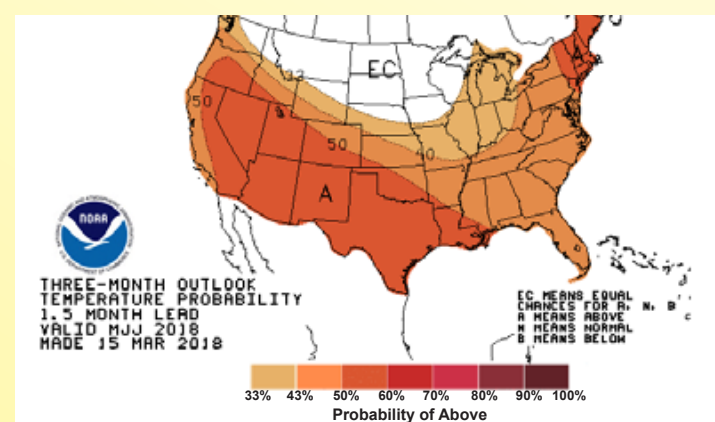 A
33
EC
50
50
40
A
NOAA
THREE-MONTH OUTLOOK
TEMPERATURE PROBABILITY
1.5 MONTH LEAD
VALID MJJ 2018
MADE 15 MAR 2018
EC MEANS EQUAL
CHANCES FOR A, N, B
A MEANS ABOVE
N MEANS NORMAL
B MEANS BELOW
33% 43% 50% 60% 70% 80% 90% 100%
Probability of Above